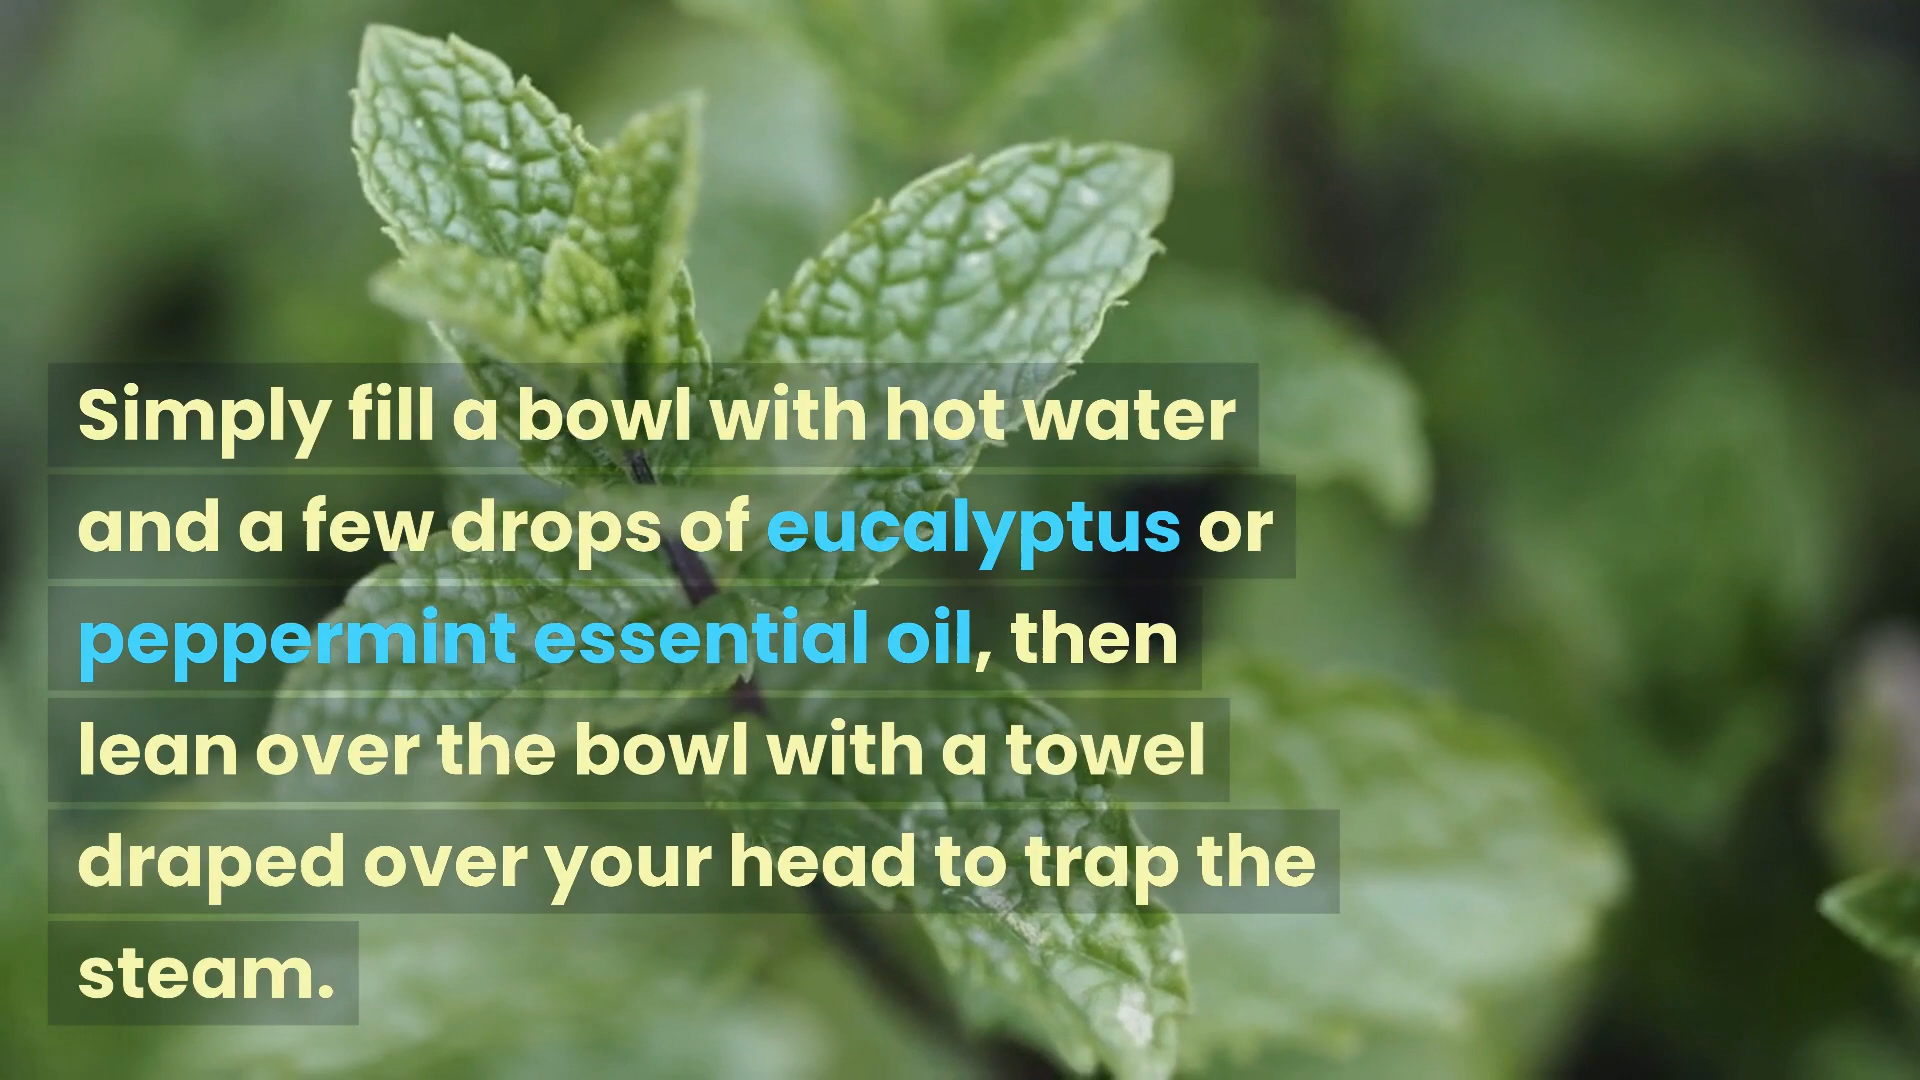 Simply fill a bowl with hot water
and a few drops of eucalyptus or
peppermint essential oil, then
lean over the bowl with a towel
draped over your head to trap the
steam.